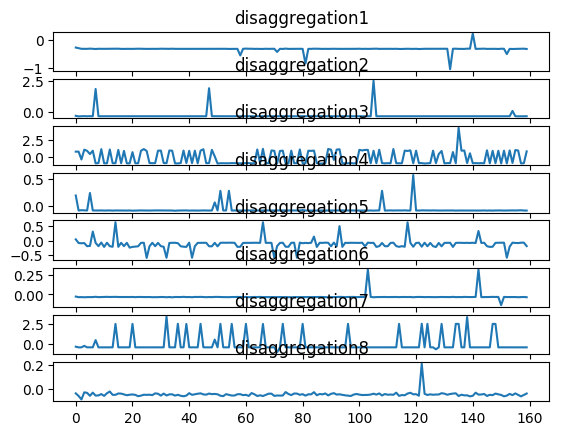 disaggregation1
0
−1
disaggregation2
2.5
0.0
disaggregation3
2.5
0.0
disaggregation4
0.5
0.0
disaggregation5
0.5
0.0
−0.5
disaggregation6
0.25
0.00
disaggregation7
2.5
0.0
disaggregation8
0.2
0.0
0 20 40 60 80 100 120 140 160